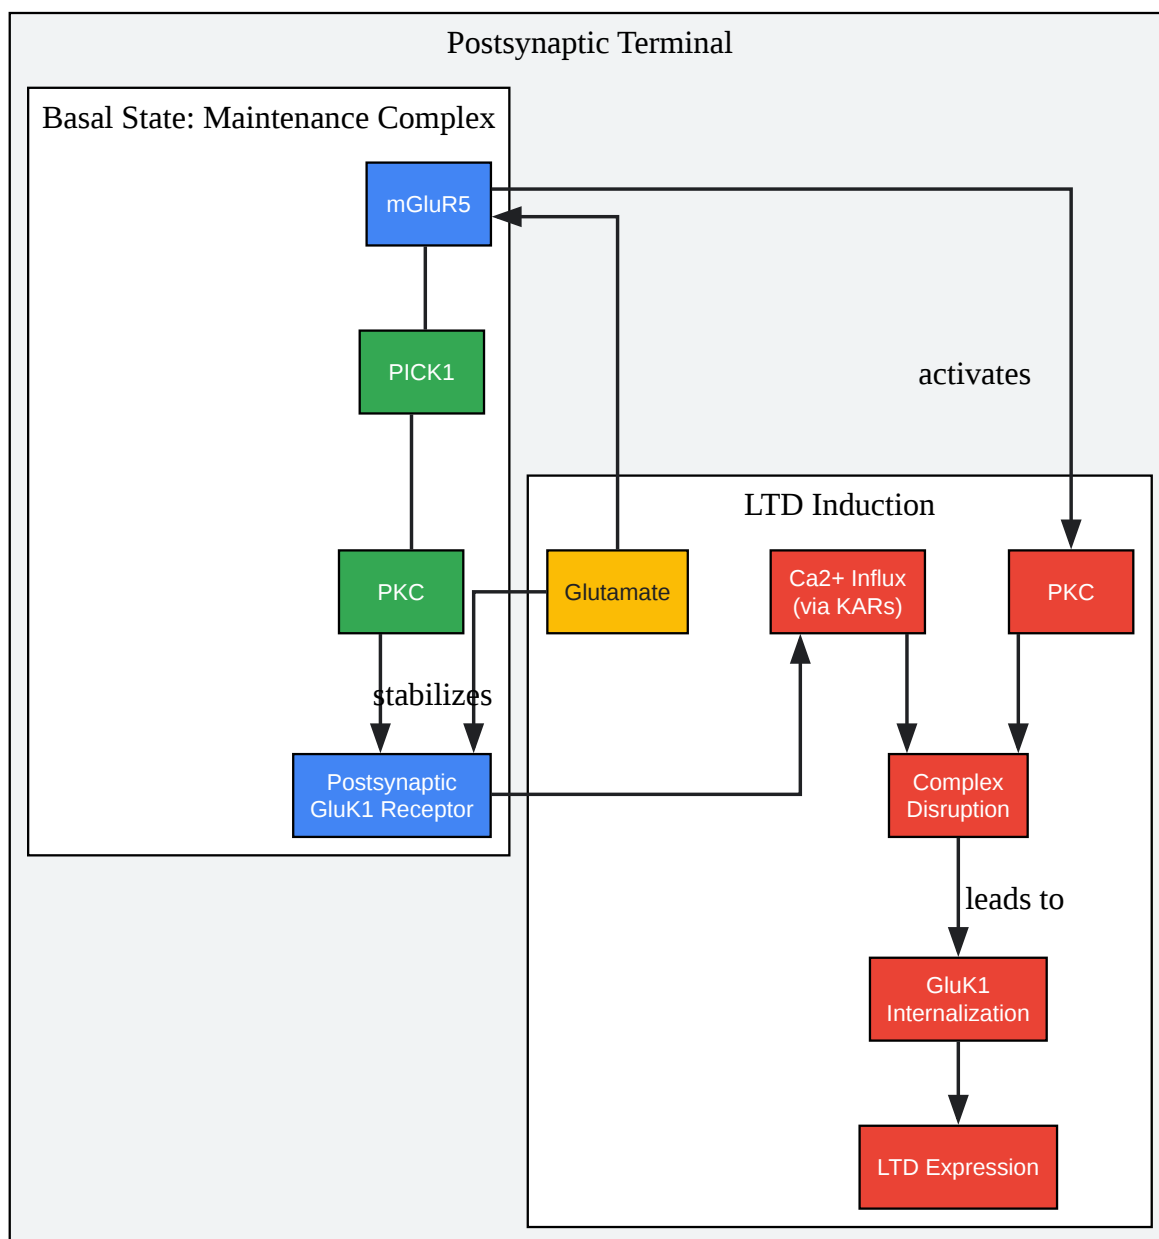 Postsynaptic Terminal
Basal State: Maintenance Complex
mGluR5
PICK1
activates
LTD Induction
PKC
Glutamate
Ca2+ Influx
(via KARs)
PKC
stabilizes
Postsynaptic
GluK1 Receptor
Complex
Disruption
leads to
GluK1
Internalization
LTD Expression